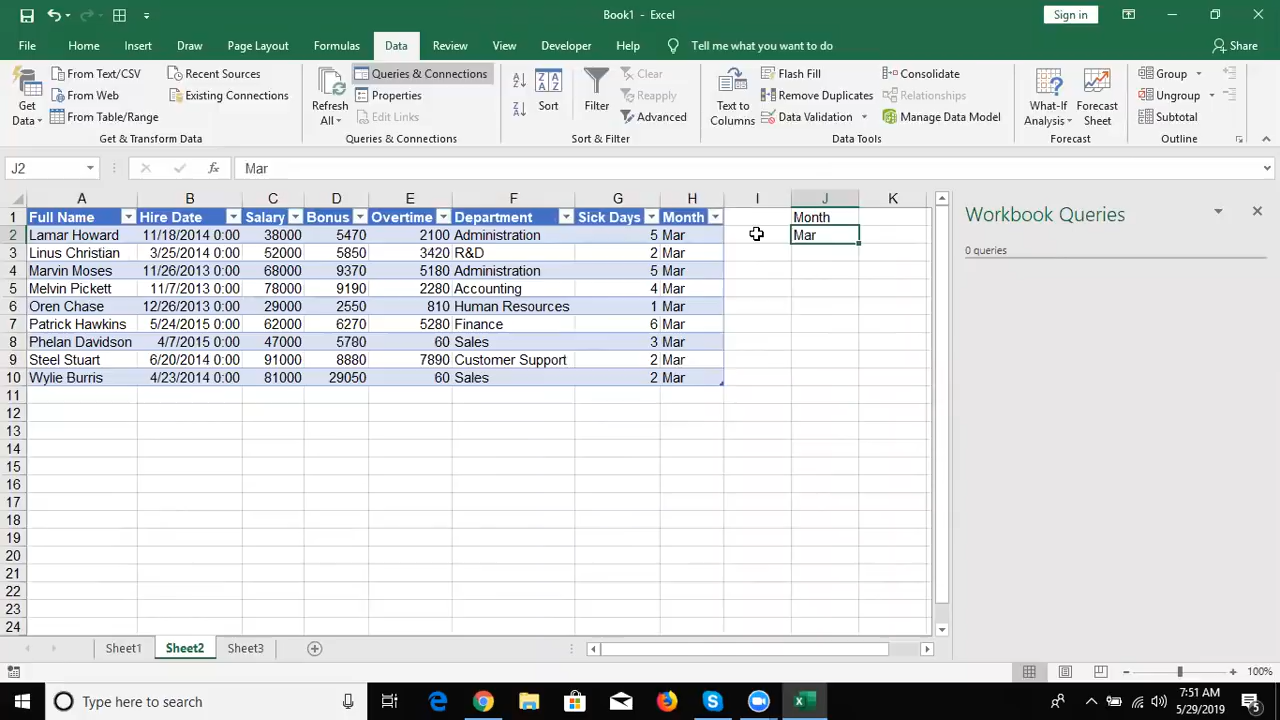 Book1 - Excel
Sign in
File Home Insert Draw Page Layout Formulas Data Review View Developer Help Tell me what you want to do Share
From Text/CSV Recent Sources Queries & Connections Clear Flash Fill Consolidate Group
From Web Existing Connections Properties Reapply Remove Duplicates Relationships Ungroup
From Table/Range Edit Links Advanced Data Validation Manage Data Model Subtotal
Get Data
Refresh All
Sort
Filter
Text to Columns
What-If Analysis
Forecast Sheet
Get & Transform Data Queries & Connections Sort & Filter Data Tools Forecast Outline
J2 fx Mar
A B C D E F G H I J K
1 Full Name Hire Date Salary Bonus Overtime Department Sick Days Month Month
2 Lamar Howard 11/18/2014 0:00 38000 5470 2100 Administration 5 Mar Mar
3 Linus Christian 3/25/2014 0:00 52000 5850 3420 R&D 2 Mar
4 Marvin Moses 11/26/2013 0:00 68000 9370 5180 Administration 5 Mar
5 Melvin Pickett 11/7/2013 0:00 78000 9190 2280 Accounting 4 Mar
6 Oren Chase 12/26/2013 0:00 29000 2550 810 Human Resources 1 Mar
7 Patrick Hawkins 5/24/2015 0:00 62000 6270 5280 Finance 6 Mar
8 Phelan Davidson 4/7/2015 0:00 47000 5780 60 Sales 3 Mar
9 Steel Stuart 6/20/2014 0:00 91000 8880 7890 Customer Support 2 Mar
10 Wylie Burris 4/23/2014 0:00 81000 29050 60 Sales 2 Mar
11
12
13
14
15
16
17
18
19
20
21
22
23
24
Workbook Queries
0 queries
Sheet1 Sheet2 Sheet3
100%
Type here to search
7:51 AM
5/29/2019
5